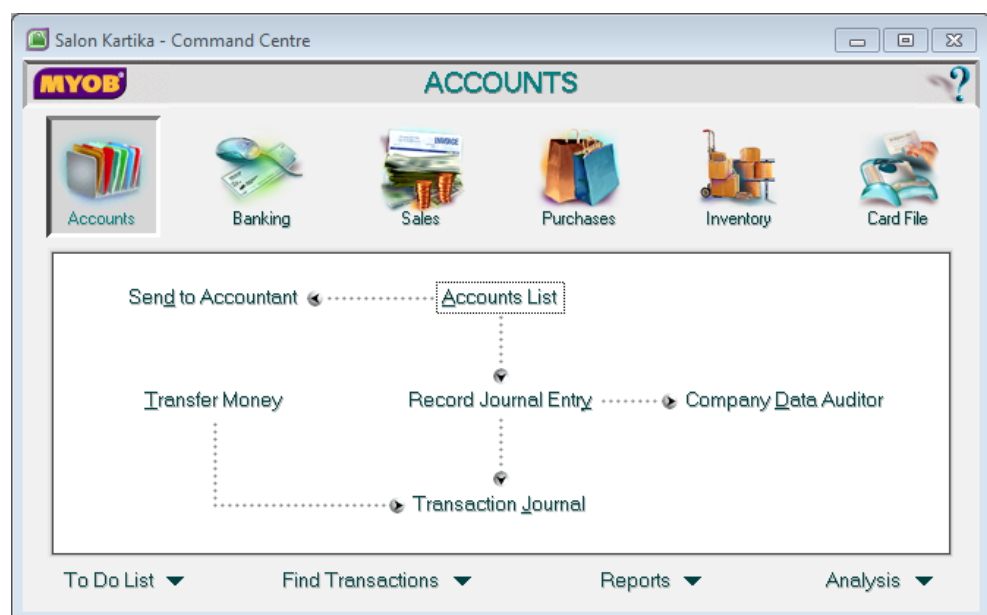 Salon Kartika - Command Centre
MYOB
ACCOUNTS
?
INVOICE
Accounts Banking Sales Purchases Inventory Card File
Send to Accountant Accounts List
Transfer Money Record Journal Entry Company Data Auditor
Transaction Journal
To Do List Find Transactions Reports Analysis